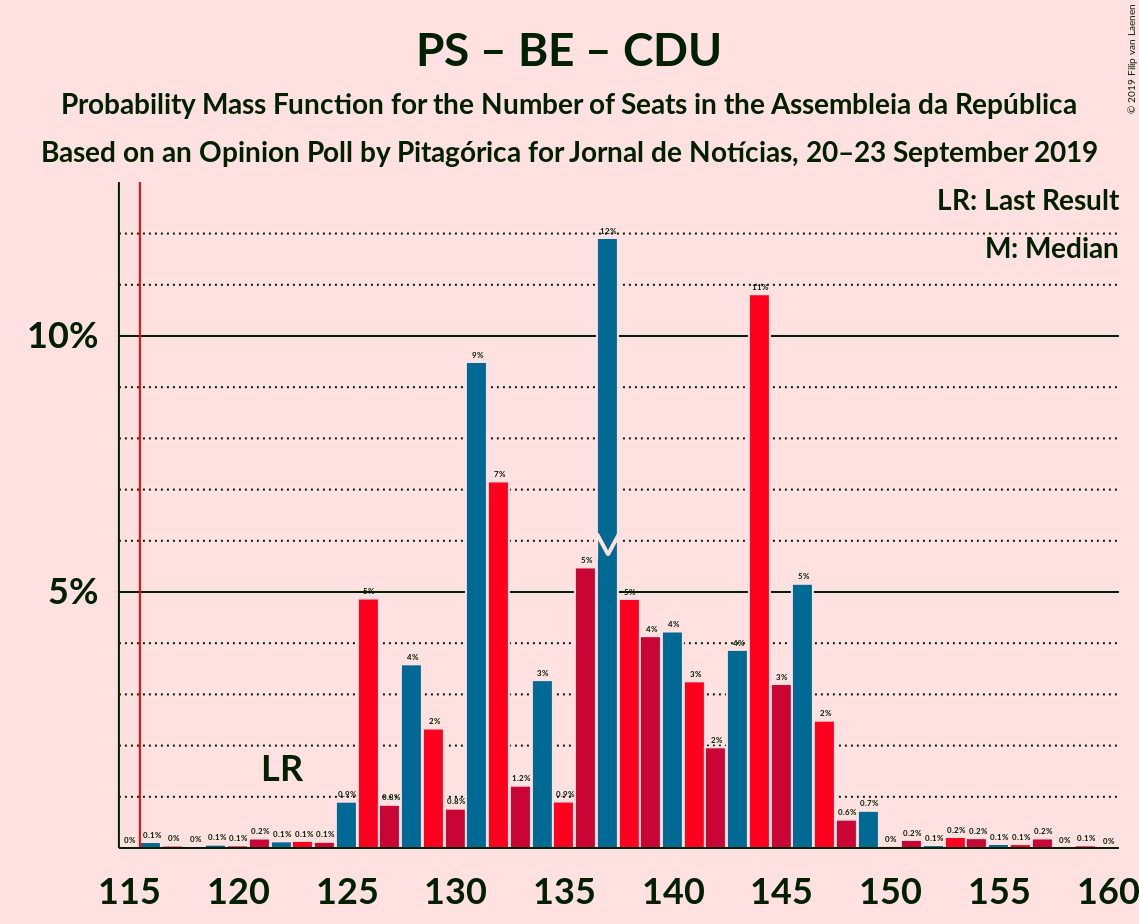 PS – BE – CDU
Probability Mass Function for the Number of Seats in the Assembleia da República
Based on an Opinion Poll by Pitagórica for Jornal de Notícias, 20–23 September 2019
© 2019 Filip van Laenen
LR: Last Result
M: Median
10%
5%
LR
0% 0.1% 0% 0% 0.1% 0.1% 0.2% 0.1% 0.1% 0.1% 0.9% 5% 0.8% 4% 2% 0.8% 9% 7% 1.2% 3% 0.9% 5% 12% 5% 4% 4% 3% 2% 4% 11% 3% 5% 2% 0.6% 0.7% 0% 0.2% 0.1% 0.2% 0.2% 0.1% 0.1% 0.2% 0% 0.1% 0%
115 120 125 130 135 140 145 150 155 160